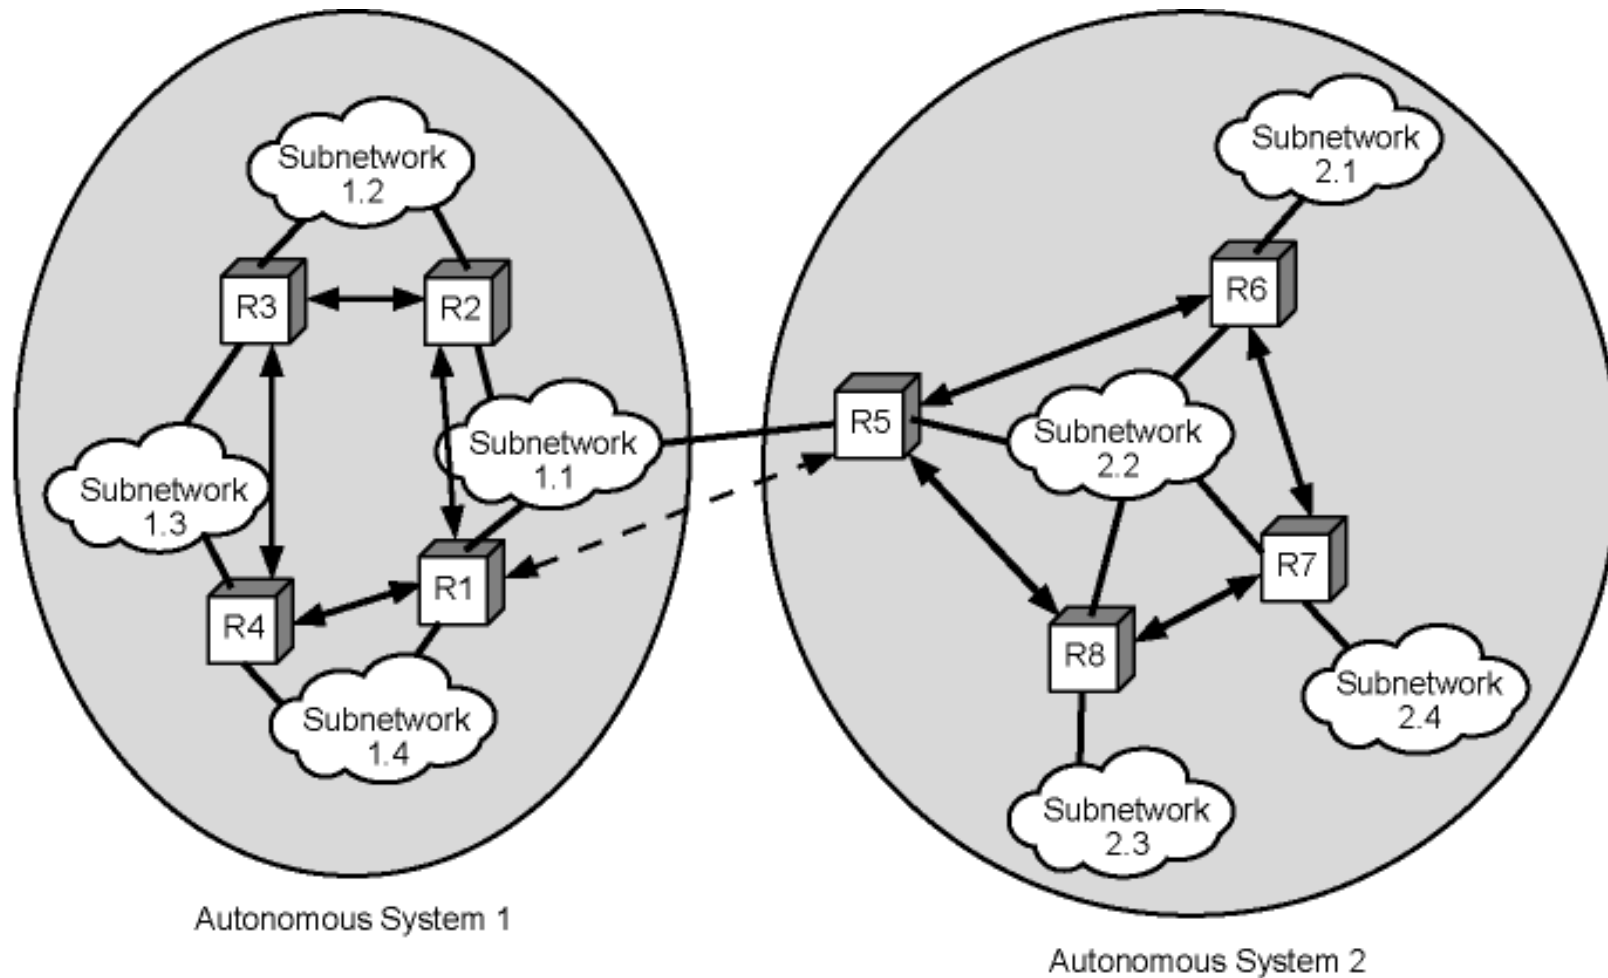 Subnetwork
1.2
R3
R2
Subnetwork
1.1
Subnetwork
1.3
R4
R1
Subnetwork
1.4
Autonomous System 1
Subnetwork
2.1
R6
R5
Subnetwork
2.2
R7
R8
Subnetwork
2.4
Subnetwork
2.3
Autonomous System 2